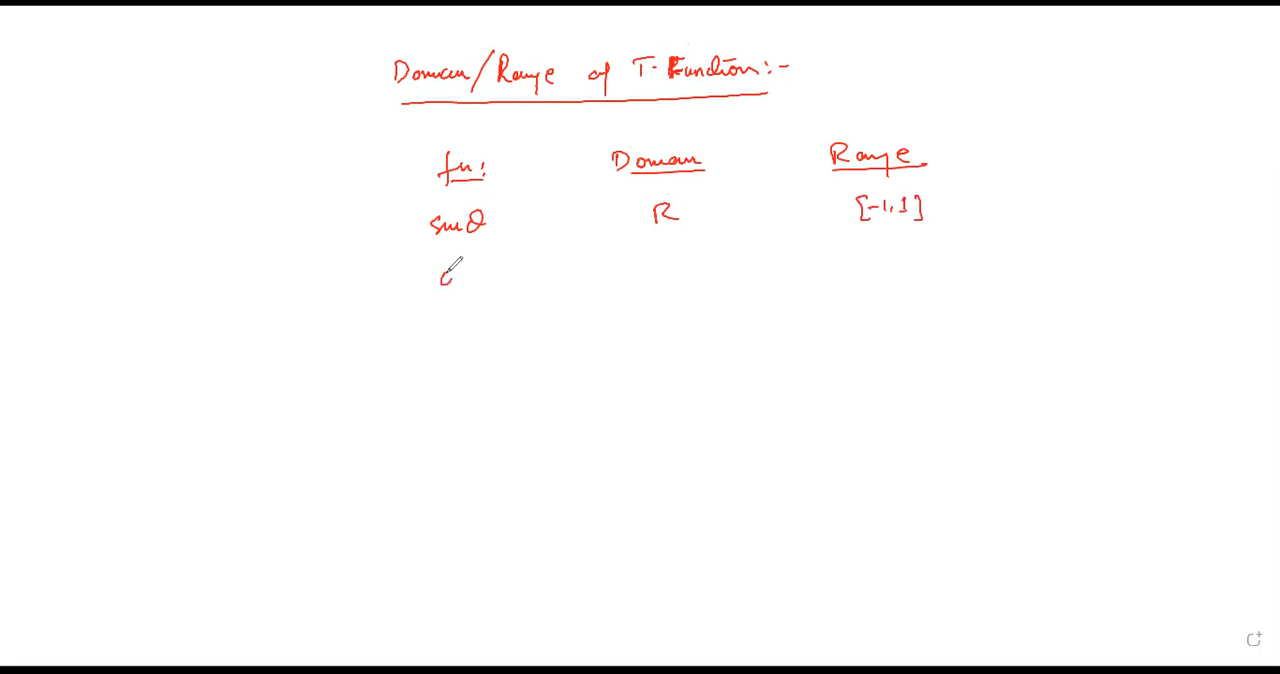 Domain/Range of T-Function:-
fn: Domain Range
sinθ R [-1,1]
c